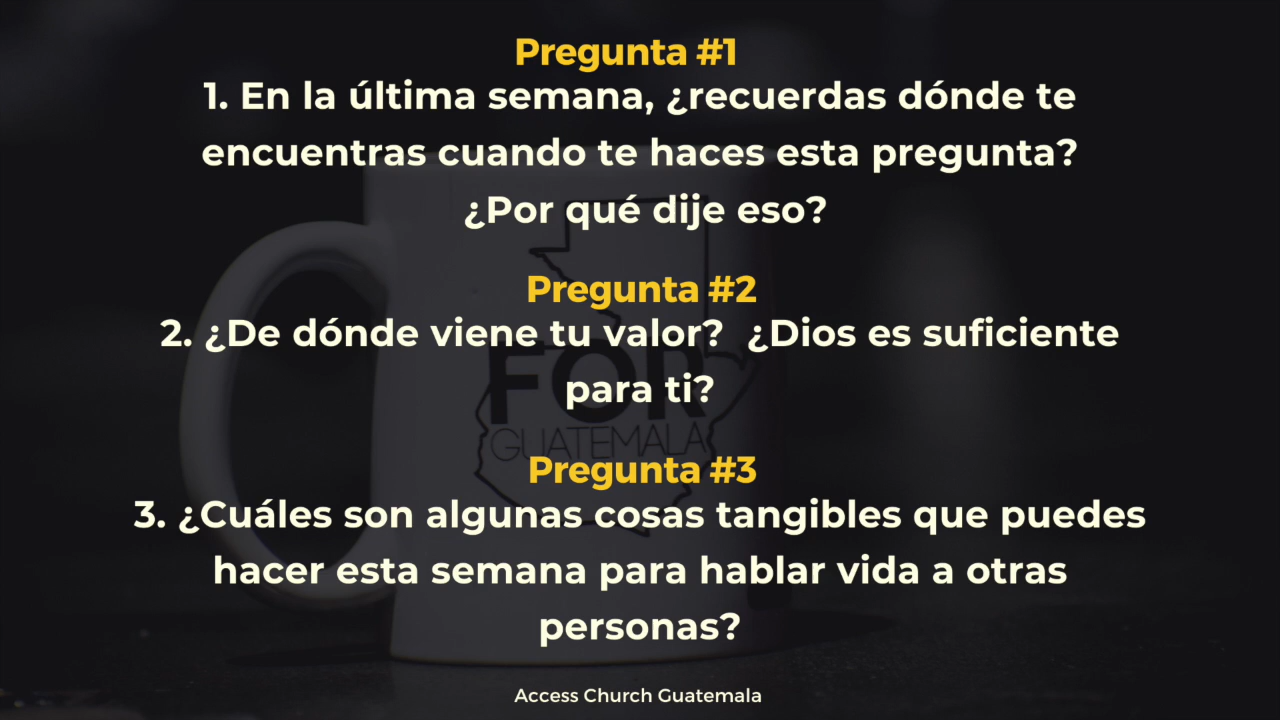 Pregunta #1
1. En la última semana, ¿recuerdas dónde te
encuentras cuando te haces esta pregunta?
¿Por qué dije eso?
Pregunta #2
2. ¿De dónde viene tu valor? ¿Dios es suficiente
para ti?
FOR
GUATEMALA
Pregunta #3
3. ¿Cuáles son algunas cosas tangibles que puedes
hacer esta semana para hablar vida a otras
personas?
Access Church Guatemala